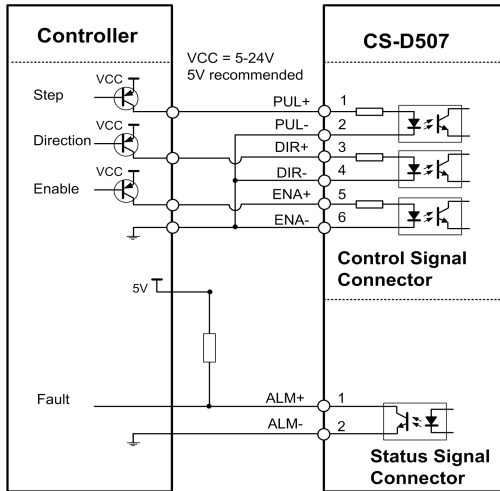 Controller
CS-D507
VCC = 5-24V
5V recommended
VCC
Step
PUL+
1
VCC
PUL-
2
Direction
DIR+
3
VCC
DIR-
4
Enable
ENA+
5
ENA-
6
Control Signal
Connector
5V
Fault
ALM+
1
ALM-
2
Status Signal
Connector